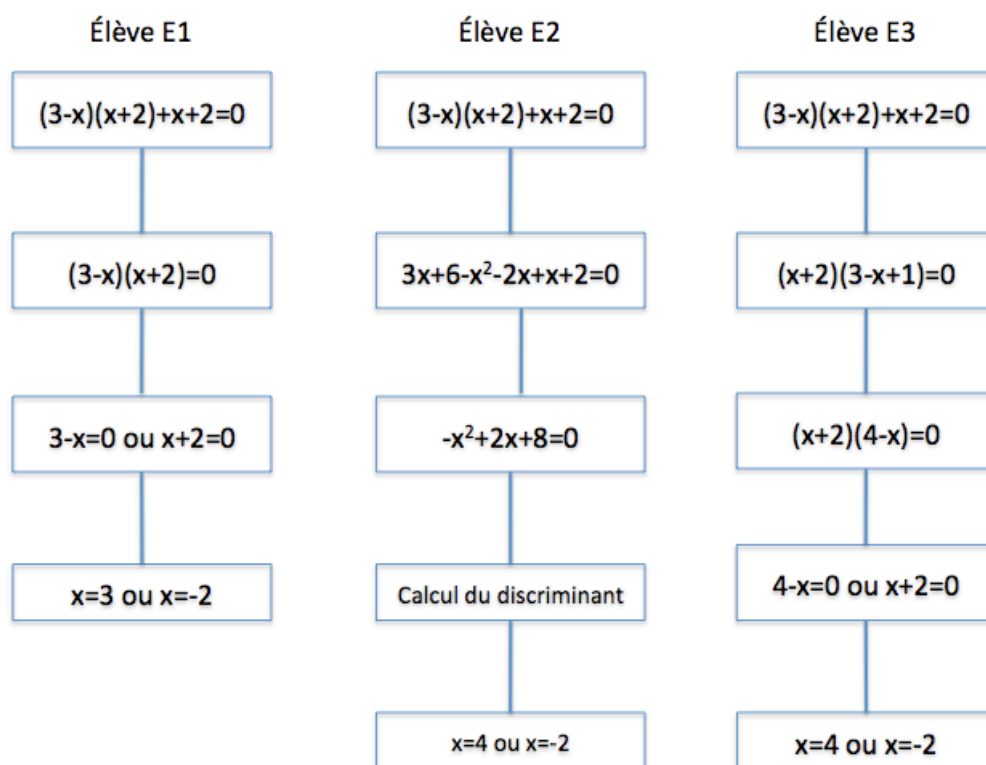 Élève E1
(3-x)(x+2)+x+2=0
(3-x)(x+2)=0
3-x=0 ou x+2=0
x=3 ou x=-2
Élève E2
(3-x)(x+2)+x+2=0
3x+6-x²-2x+x+2=0
-x²+2x+8=0
Calcul du discriminant
x=4 ou x=-2
Élève E3
(3-x)(x+2)+x+2=0
(x+2)(3-x+1)=0
(x+2)(4-x)=0
4-x=0 ou x+2=0
x=4 ou x=-2